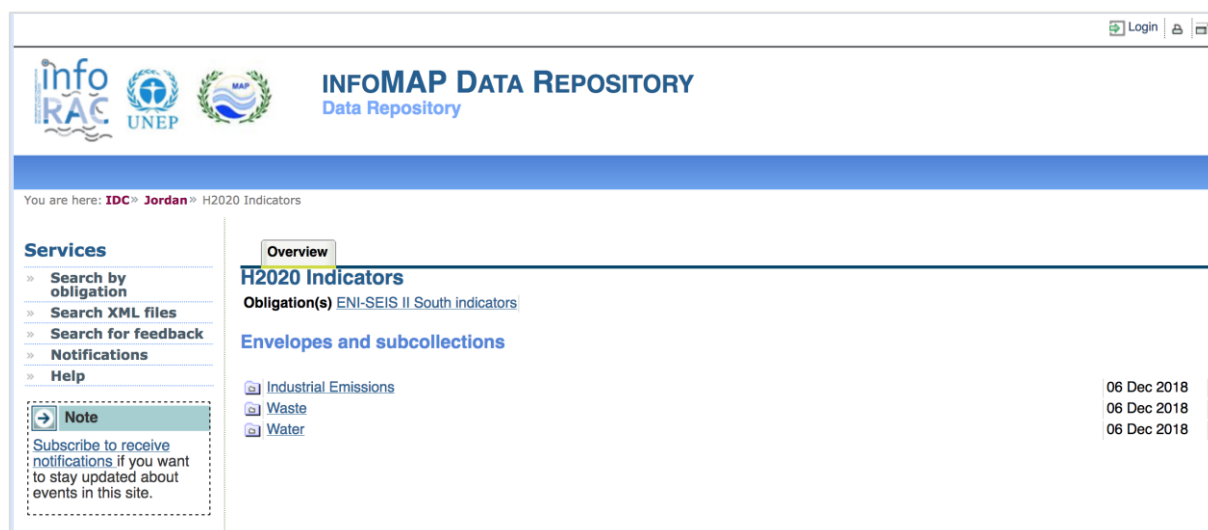 Login
info
RAC
UNEP
MAP
INFOMAP DATA REPOSITORY
Data Repository
You are here: IDC» Jordan» H2020 Indicators
Services
» Search by
obligation
» Search XML files
» Search for feedback
» Notifications
» Help
Note
Subscribe to receive
notifications if you want
to stay updated about
events in this site.
Overview
H2020 Indicators
Obligation(s) ENI-SEIS II South indicators
Envelopes and subcollections
Industrial Emissions 06 Dec 2018
Waste 06 Dec 2018
Water 06 Dec 2018